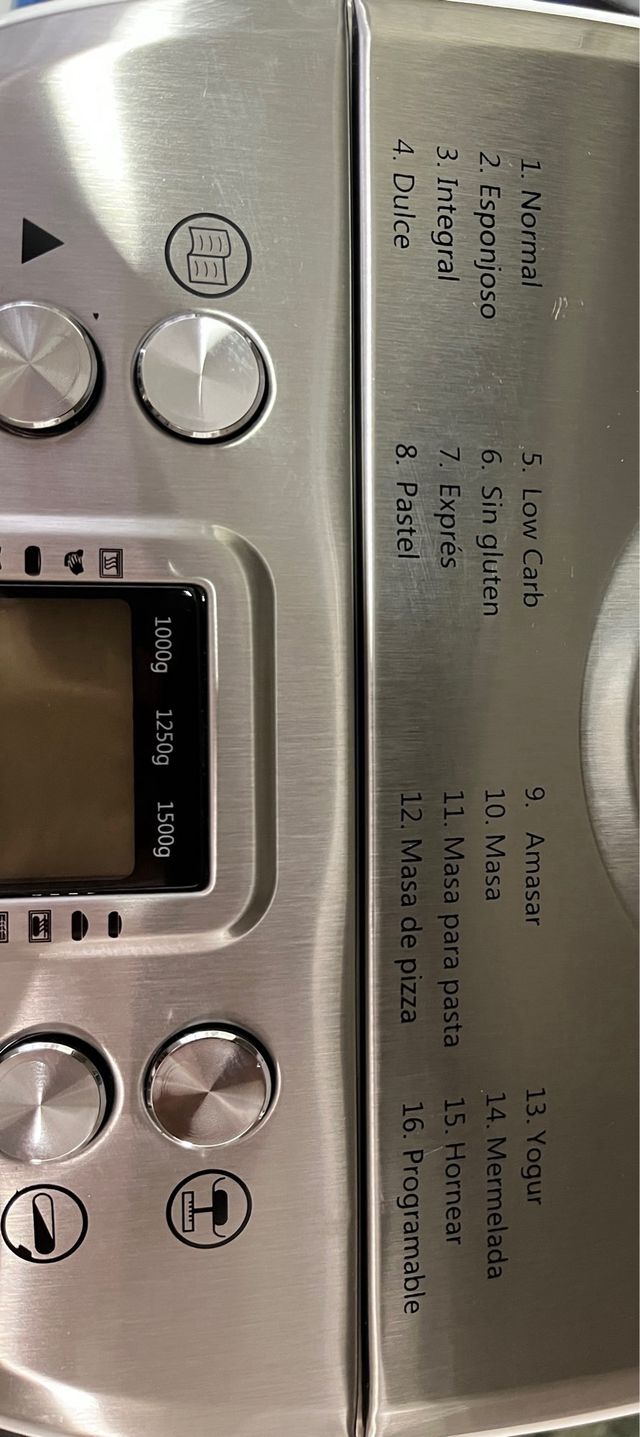 1. Normal
2. Esponjoso
3. Integral
4. Dulce
5. Low Carb
6. Sin gluten
7. Exprés
8. Pastel
9. Amasar
10. Masa
11. Masa para pasta
12. Masa de pizza
13. Yogur
14. Mermelada
15. Hornear
16. Programable
1000g 1250g 1500g